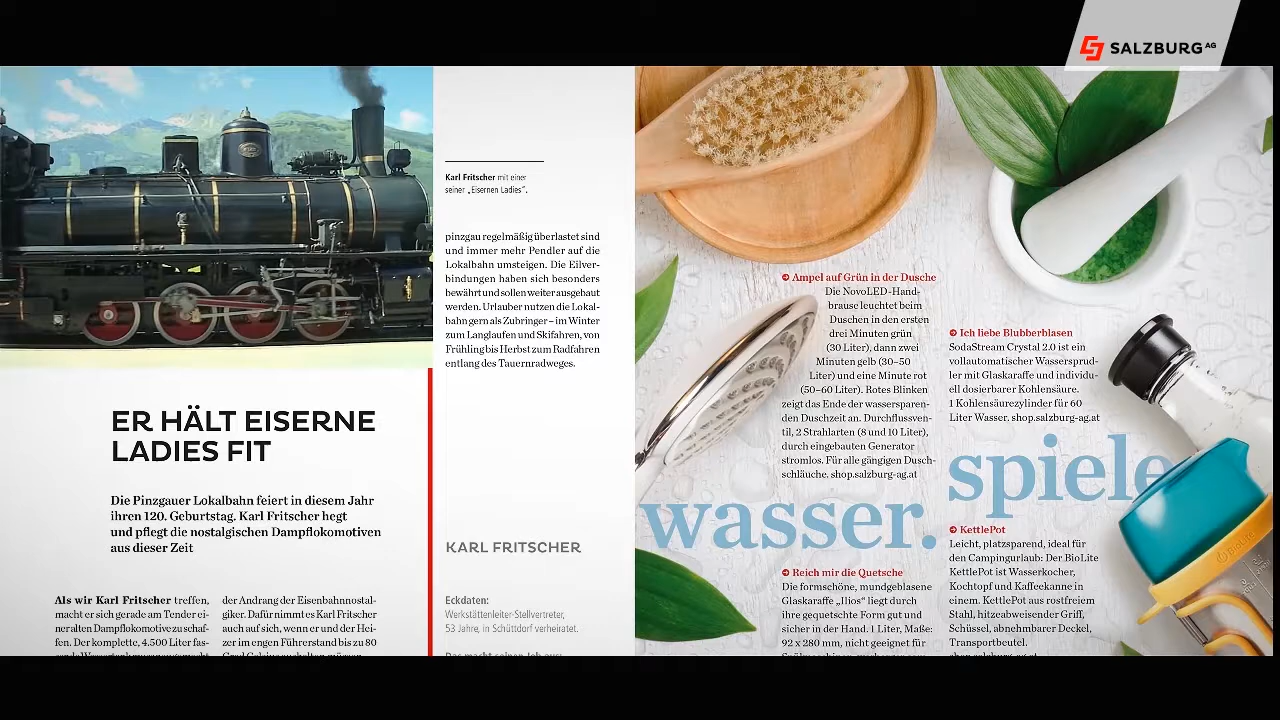 SALZBURG AG
Karl Fritscher mit einer
seiner „Eisernen Ladies“.
pinzgau regelmäßig überlastet sind
und immer mehr Pendler auf die
Lokalbahn umsteigen. Die Eilver-
bindungen haben sich besonders
bewährt und sollen weiter ausgebaut
werden. Urlauber nutzen die Lokal-
bahn gern als Zubringer – im Winter
zum Langlaufen und Skifahren, von
Frühling bis Herbst zum Radfahren
entlang des Tauernradweges.
ER HÄLT EISERNE
LADIES FIT
Die Pinzgauer Lokalbahn feiert in diesem Jahr
ihren 120. Geburtstag. Karl Fritscher hegt
und pflegt die nostalgischen Dampflokomotiven
aus dieser Zeit
Als wir Karl Fritscher treffen,
macht er sich gerade am Tender ei-
ner alten Dampflokomotive zu schaf-
fen. Der komplette, 4.500 Liter fas-
der Andrang der Eisenbahnnostal-
giker. Dafür nimmt es Karl Fritscher
auch auf sich, wenn er und der Hei-
zer im engen Führerstand bis zu 80
KARL FRITSCHER
Eckdaten:
Werkstättenleiter-Stellvertreter,
53 Jahre, in Schüttdorf verheiratet.
Ampel auf Grün in der Dusche
Die NovoLED-Hand-
brause leuchtet beim
Duschen in den ersten
drei Minuten grün
(30 Liter), dann zwei
Minuten gelb (30–50
Liter) und eine Minute rot
(50–60 Liter). Rotes Blinken
zeigt das Ende der wassersparen-
den Duschzeit an. Durchflussven-
til, 2 Strahlarten (8 und 10 Liter),
durch eingebauten Generator
stromlos. Für alle gängigen Dusch-
schläuche. shop.salzburg-ag.at
wasser.
Reich mir die Quetsche
Die formschöne, mundgeblasene
Glaskaraffe „Ilios“ liegt durch
ihre gequetschte Form gut und
sicher in der Hand. 1 Liter, Maße:
92 x 280 mm, nicht geeignet für
Ich liebe Blubberblasen
SodaStream Crystal 2.0 ist ein
vollautomatischer Wasserspru-
ler mit Glaskaraffe und individu-
ell dosierbarer Kohlensäure.
1 Kohlensäurezylinder für 60
Liter Wasser. shop.salzburg-ag.at
spiele
KettlePot
Leicht, platzsparend, ideal für
den Campingurlaub: Der BioLite
KettlePot ist Wasserkocher,
Kochtopf und Kaffeekanne in
einem. KettlePot aus rostfreiem
Stahl, hitzeabweisender Griff,
Schüssel, abnehmbarer Deckel,
Transportbeutel.
BioLite